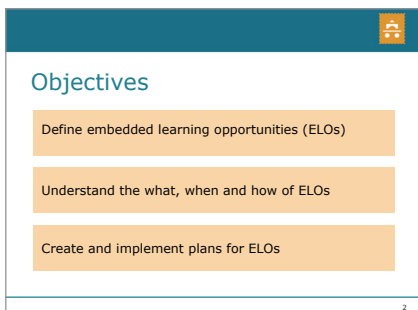 Objectives
Define embedded learning opportunities (ELOs)
Understand the what, when and how of ELOs
Create and implement plans for ELOs
2